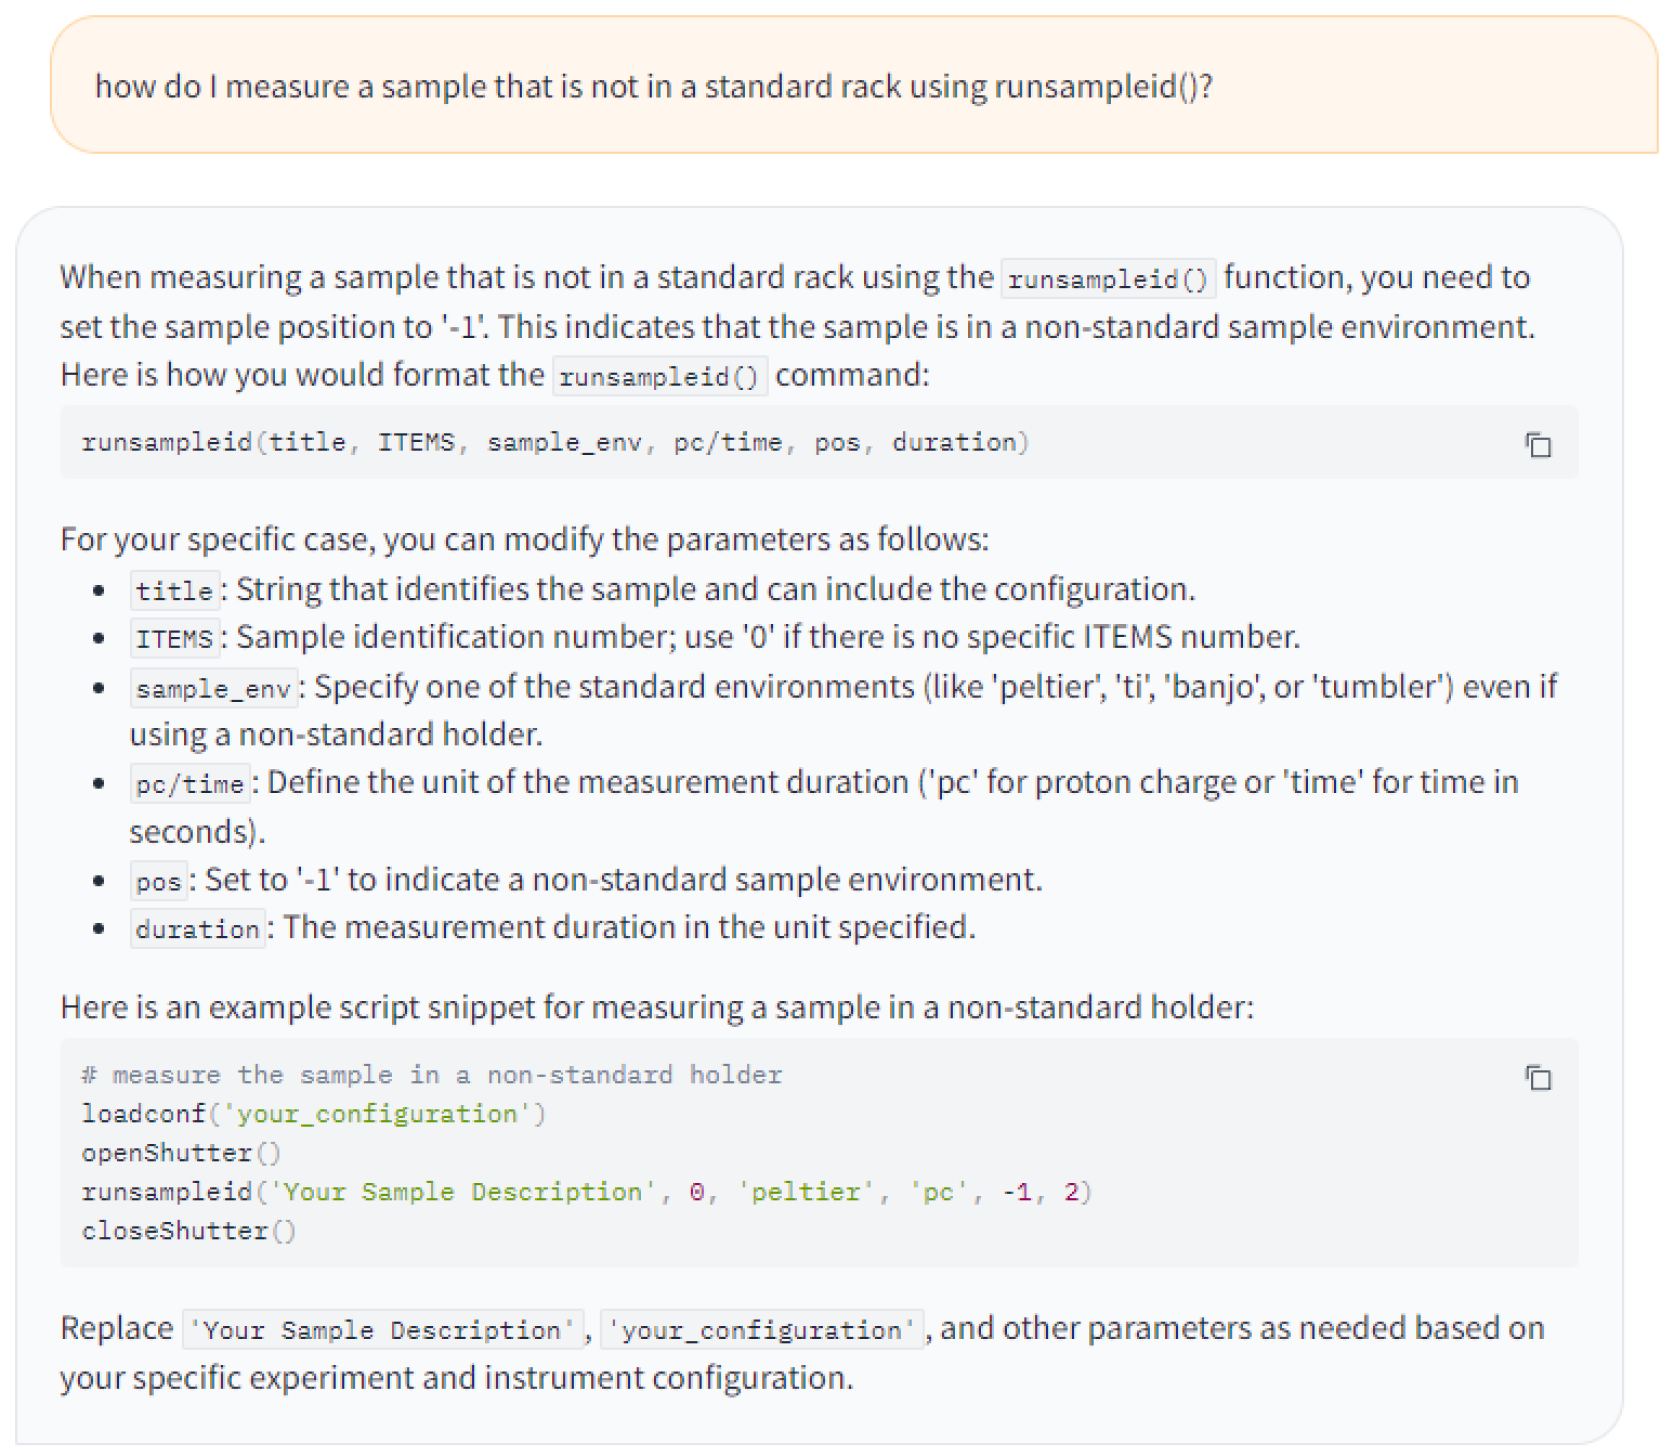 how do I measure a sample that is not in a standard rack using runsampleid()?
When measuring a sample that is not in a standard rack using the runsampleid() function, you need to
set the sample position to '-1'. This indicates that the sample is in a non-standard sample environment.
Here is how you would format the runsampleid() command:
runsampleid(title, ITEMS, sample_env, pc/time, pos, duration)
For your specific case, you can modify the parameters as follows:
• title: String that identifies the sample and can include the configuration.
• ITEMS: Sample identification number; use '0' if there is no specific ITEMS number.
• sample_env: Specify one of the standard environments (like 'peltier', 'ti', 'banjo', or 'tumbler') even if
using a non-standard holder.
• pc/time: Define the unit of the measurement duration ('pc' for proton charge or 'time' for time in
seconds).
• pos: Set to '-1' to indicate a non-standard sample environment.
• duration: The measurement duration in the unit specified.
Here is an example script snippet for measuring a sample in a non-standard holder:
# measure the sample in a non-standard holder
loadconf('your_configuration')
openShutter()
runsampleid('Your Sample Description', 0, 'peltier', 'pc', -1, 2)
closeShutter()
Replace 'Your Sample Description', 'your_configuration', and other parameters as needed based on
your specific experiment and instrument configuration.